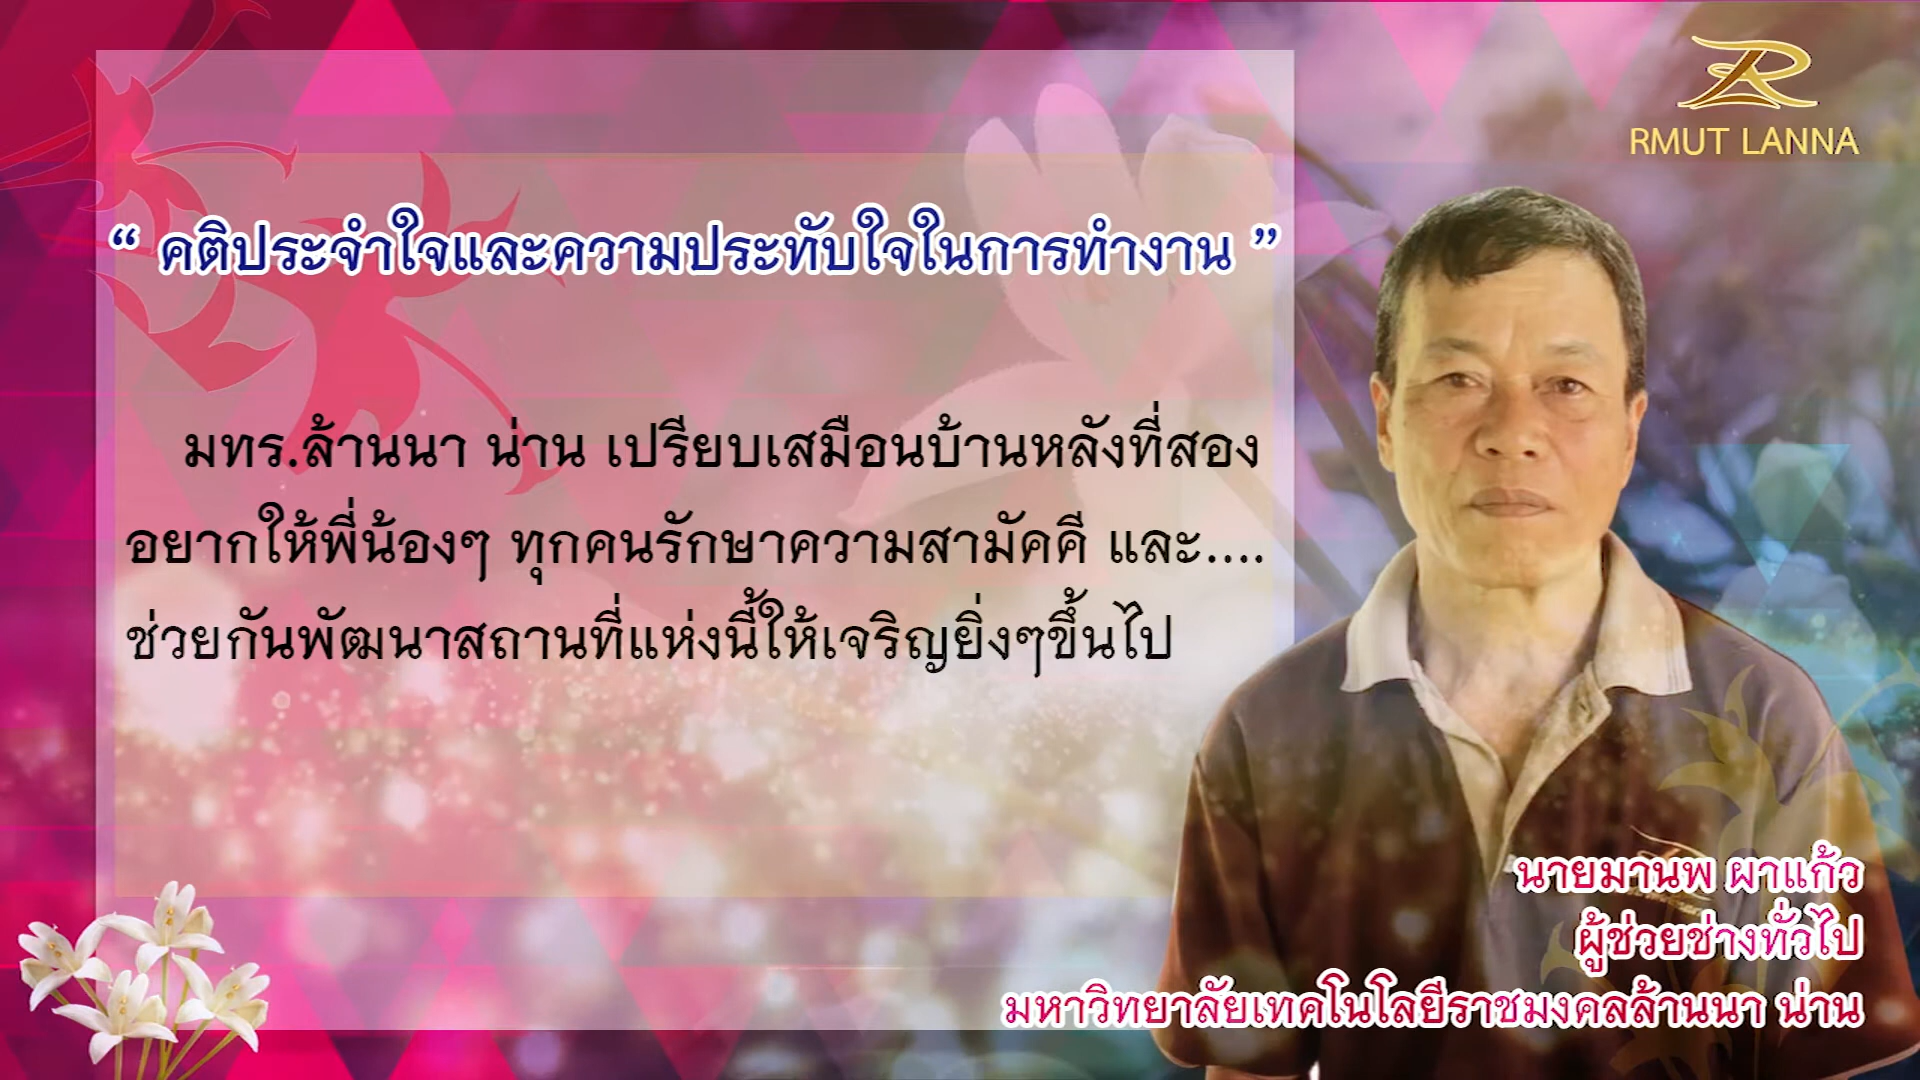 RMUT LANNA
“ คติประจำใจและความประทับใจในการทำงาน ”
มทร.ล้านนา น่าน เปรียบเสมือนบ้านหลังที่สอง
อยากให้พี่น้องๆ ทุกคนรักษาความสามัคคี และ....
ช่วยกันพัฒนาสถานที่แห่งนี้ให้เจริญยิ่งๆขึ้นไป
นายมานพ ผาแก้ว
ผู้ช่วยช่างทั่วไป
มหาวิทยาลัยเทคโนโลยีราชมงคลล้านนา น่าน